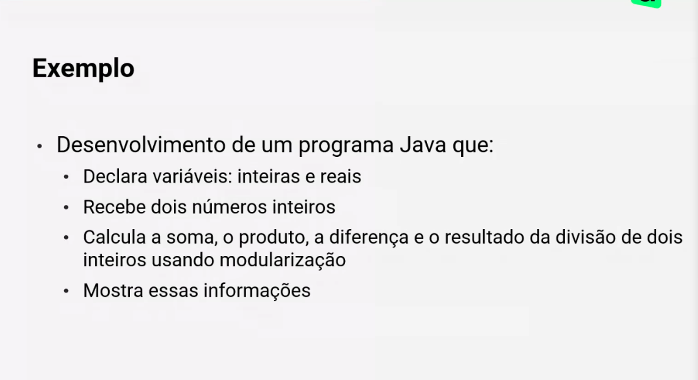 Exemplo
• Desenvolvimento de um programa Java que:
• Declara variáveis: inteiras e reais
• Recebe dois números inteiros
• Calcula a soma, o produto, a diferença e o resultado da divisão de dois
inteiros usando modularização
• Mostra essas informações